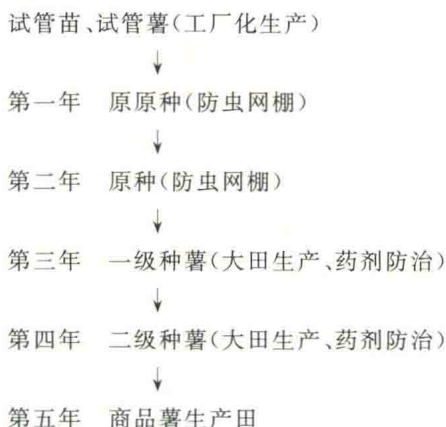 试管苗、试管薯(工厂化生产)
↓
第一年 原原种(防虫网棚)
↓
第二年 原种(防虫网棚)
↓
第三年 一级种薯(大田生产、药剂防治)
↓
第四年 二级种薯(大田生产、药剂防治)
↓
第五年 商品薯生产田